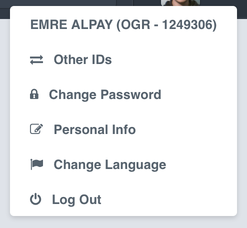 EMRE ALPAY (OGR - 1249306)
Other IDs
Change Password
Personal Info
Change Language
Log Out